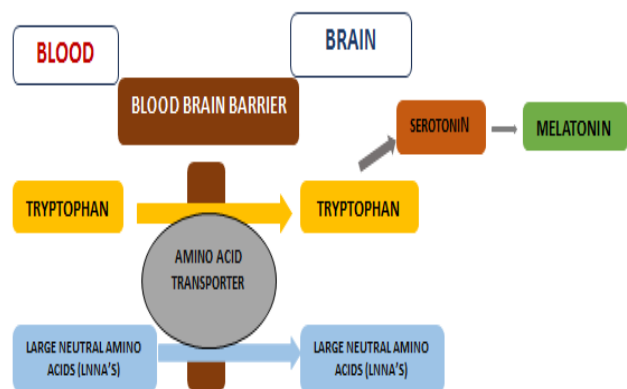 BLOOD
BRAIN
BLOOD BRAIN BARRIER
SEROTONIN
MELATONIN
TRYPTOPHAN
TRYPTOPHAN
AMINO ACID
TRANSPORTER
LARGE NEUTRAL AMINO
ACIDS (LNNA'S)
LARGE NEUTRAL AMINO
ACIDS (LNNA'S)